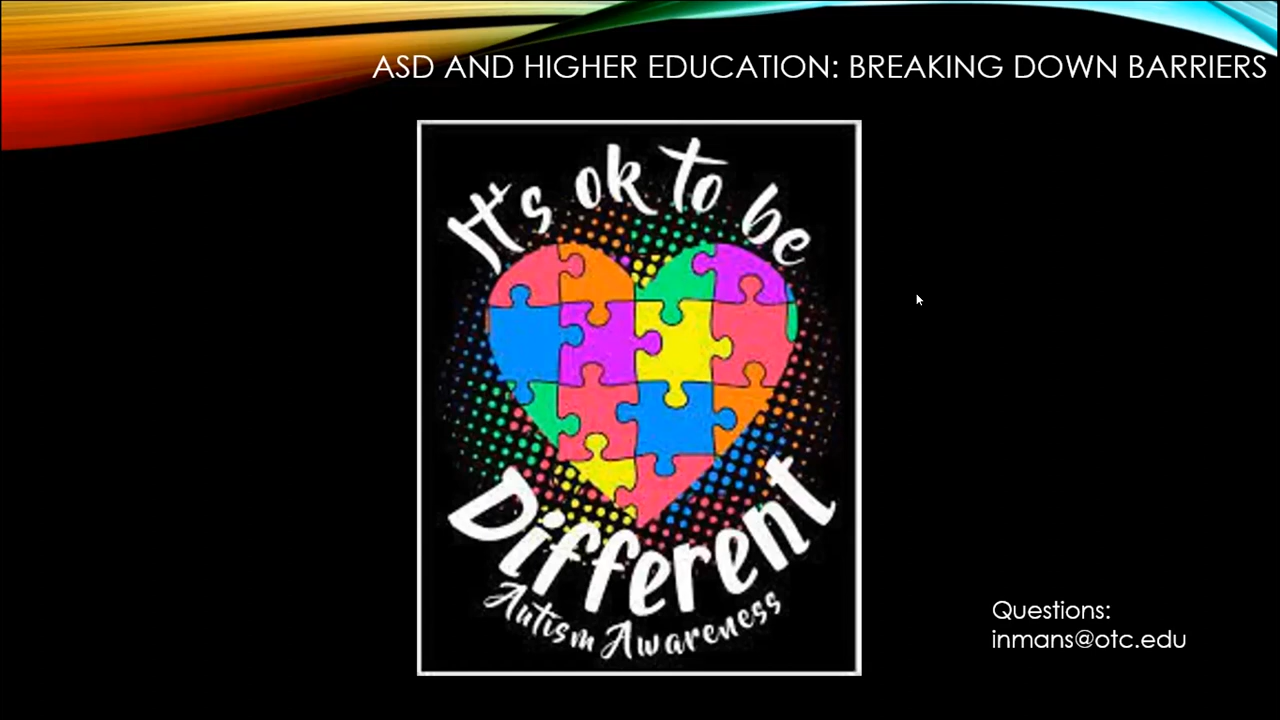 ASD AND HIGHER EDUCATION: BREAKING DOWN BARRIERS
It's ok to be
Different
Autism Awareness
Questions:
inmans@otc.edu